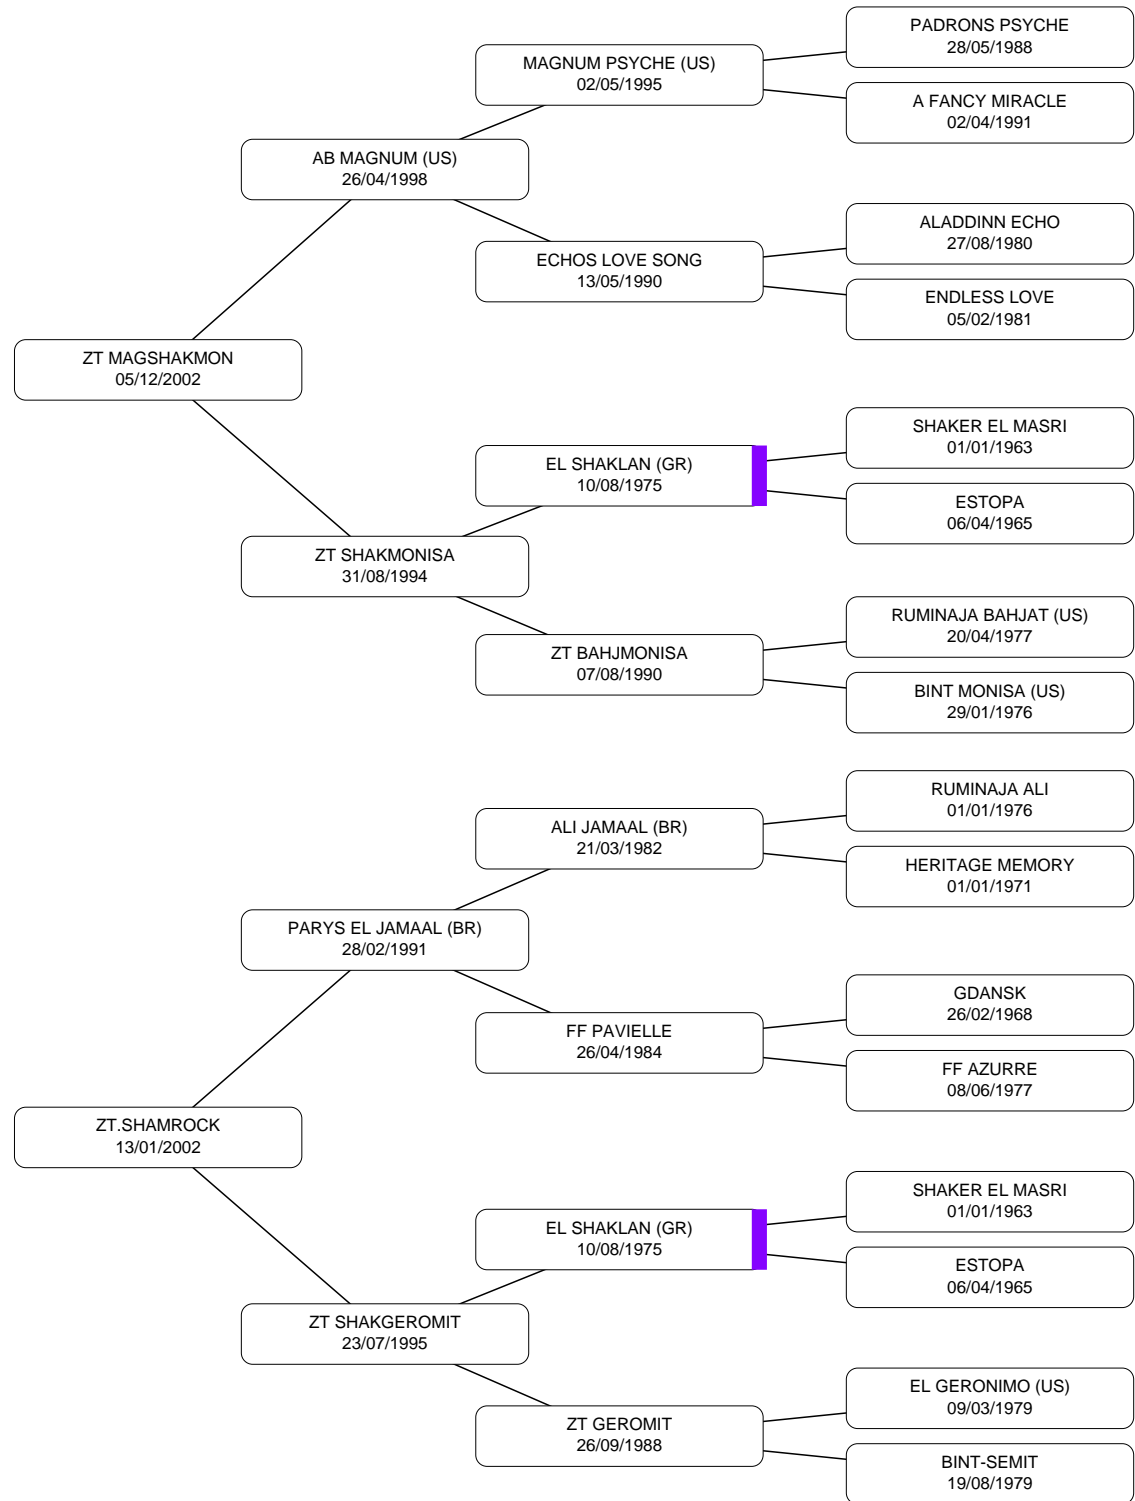 PADRONS PSYCHE
28/05/1988
MAGNUM PSYCHE (US)
02/05/1995
A FANCY MIRACLE
02/04/1991
AB MAGNUM (US)
26/04/1998
ALADDINN ECHO
27/08/1980
ECHOS LOVE SONG
13/05/1990
ENDLESS LOVE
05/02/1981
ZT MAGSHAKMON
05/12/2002
SHAKER EL MASRI
01/01/1963
EL SHAKLAN (GR)
10/08/1975
ESTOPA
06/04/1965
ZT SHAKMONISA
31/08/1994
RUMINAJA BAHJAT (US)
20/04/1977
ZT BAHJMONISA
07/08/1990
BINT MONISA (US)
29/01/1976
RUMINAJA ALI
01/01/1976
ALI JAMAAL (BR)
21/03/1982
HERITAGE MEMORY
01/01/1971
PARYS EL JAMAAL (BR)
28/02/1991
GDANSK
26/02/1968
FF PAVIELLE
26/04/1984
FF AZURRE
08/06/1977
ZT.SHAMROCK
13/01/2002
SHAKER EL MASRI
01/01/1963
EL SHAKLAN (GR)
10/08/1975
ESTOPA
06/04/1965
ZT SHAKGEROMIT
23/07/1995
EL GERONIMO (US)
09/03/1979
ZT GEROMIT
26/09/1988
BINT-SEMIT
19/08/1979